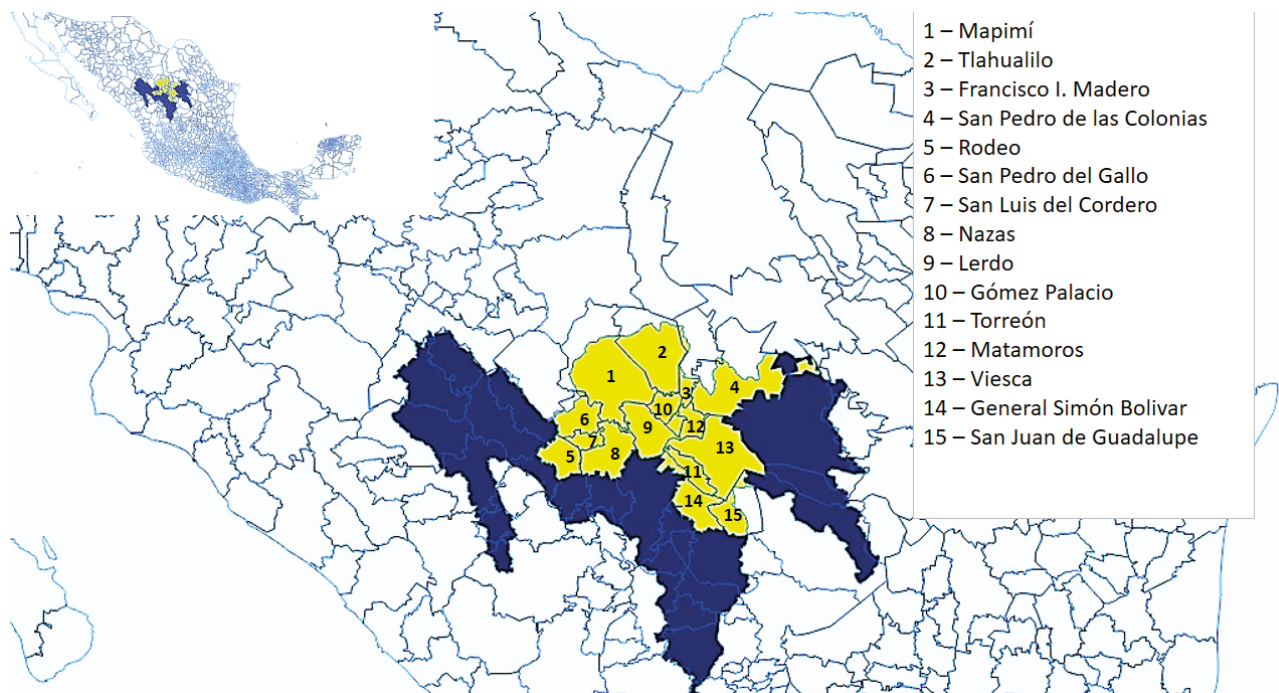 1 – Mapimí
2 – Tlahualilo
3 – Francisco I. Madero
4 – San Pedro de las Colonias
5 – Rodeo
6 – San Pedro del Gallo
7 – San Luis del Cordero
8 – Nazas
9 – Lerdo
10 – Gómez Palacio
11 – Torreón
12 – Matamoros
13 – Viesca
14 – General Simón Bolivar
15 – San Juan de Guadalupe
2
1
4
3
10
6
9
12
7
13
5
8
11
14
15